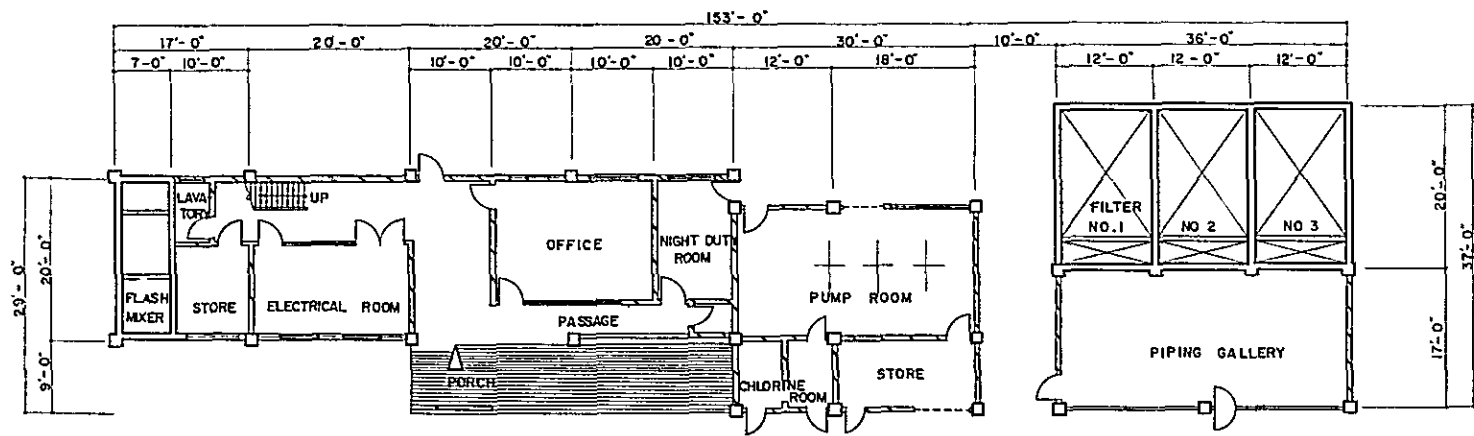 153'-0"
17'-0" 20'-0" 20'-0" 20'-0" 30'-0" 10'-0" 36'-0"
7'-0" 10'-0" 10'-0" 10'-0" 10'-0" 10'-0" 12'-0" 18'-0" 12'-0" 12'-0" 12'-0"
LAVA
TORY
UP
FILTER
NO.1 NO 2 NO 3
OFFICE
NIGHT DUTY
ROOM
20'-0"
37'-0"
29'-0"
20'-0"
FLASH
MIXER
STORE
ELECTRICAL ROOM
PUMP ROOM
PASSAGE
PIPING GALLERY
17'-0"
9'-0"
PORCH
CHLORINE
ROOM
STORE